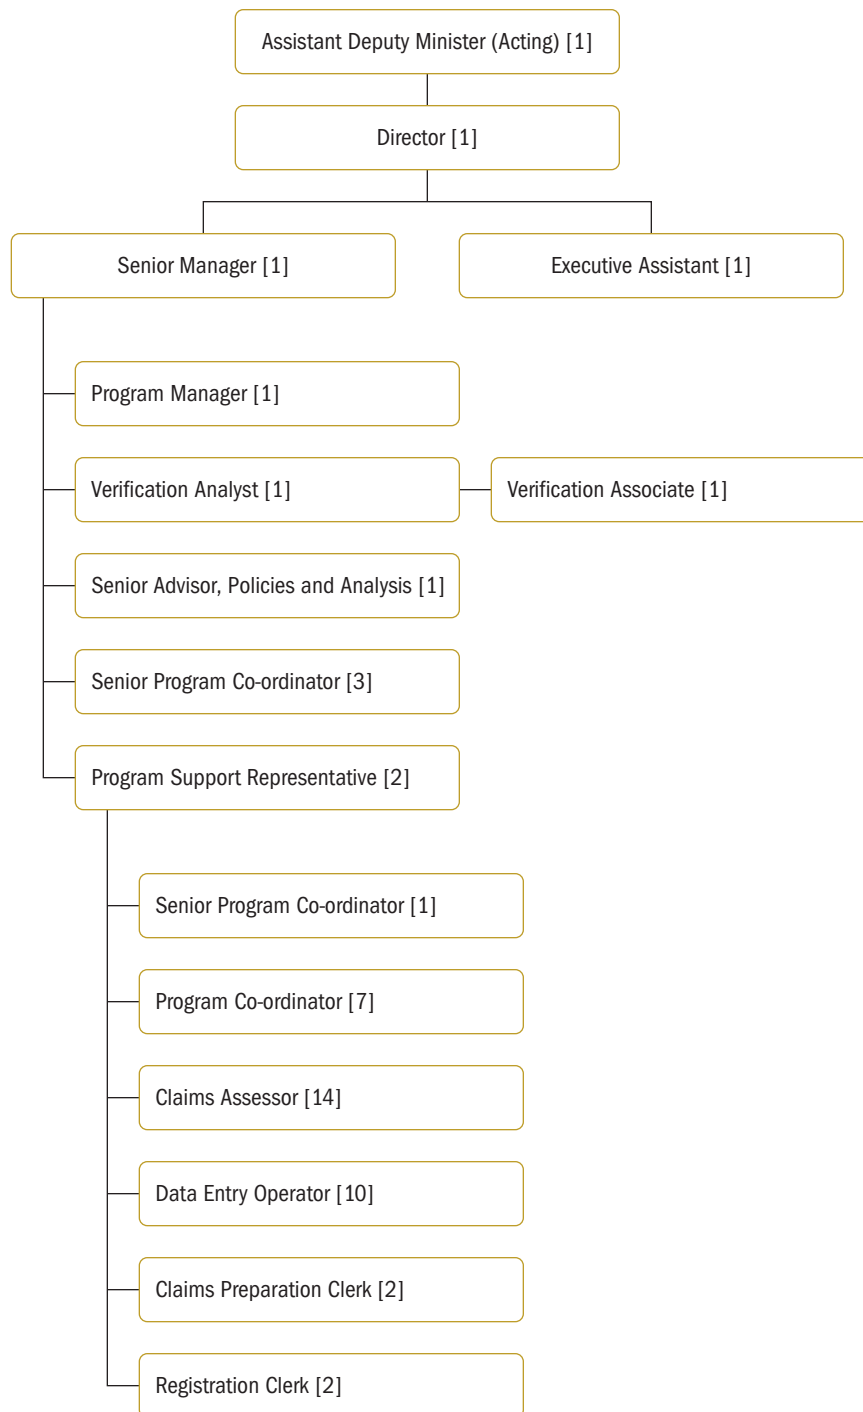 Assistant Deputy Minister (Acting) [1]
Director [1]
Senior Manager [1]
Executive Assistant [1]
Program Manager [1]
Verification Analyst [1]
Verification Associate [1]
Senior Advisor, Policies and Analysis [1]
Senior Program Co-ordinator [3]
Program Support Representative [2]
Senior Program Co-ordinator [1]
Program Co-ordinator [7]
Claims Assessor [14]
Data Entry Operator [10]
Claims Preparation Clerk [2]
Registration Clerk [2]